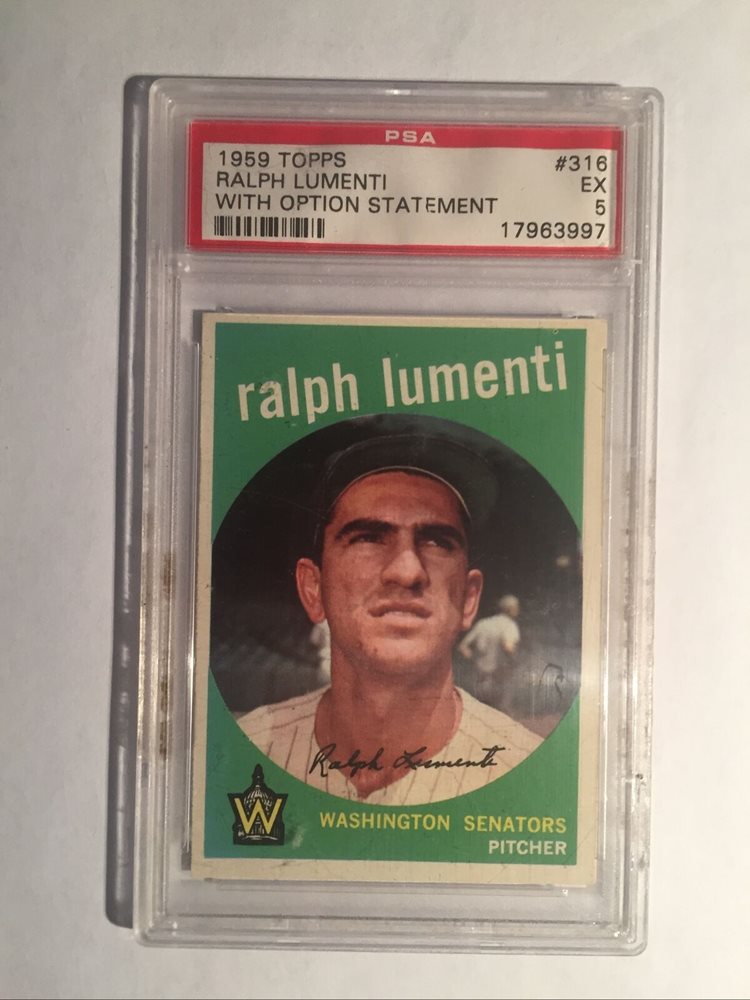 PSA
1959 TOPPS #316
RALPH LUMENTI EX
WITH OPTION STATEMENT 5
17963997
ralph lumenti
Ralph Lumenti
W
WASHINGTON SENATORS
PITCHER